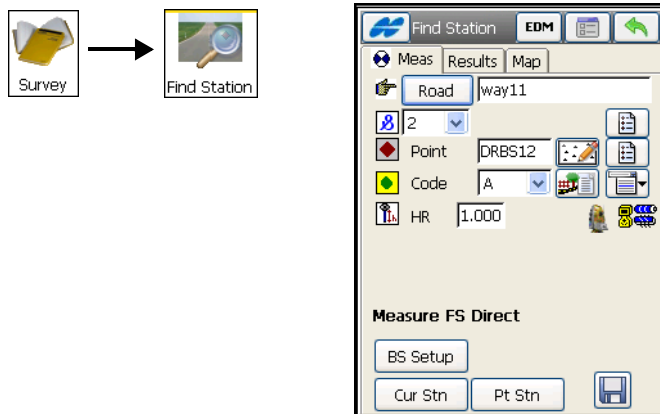 Survey
Find Station
Find Station EDM
Meas Results Map
Road way11
2
Point DRBS12
Code A
HR 1.000
Measure FS Direct
BS Setup
Cur Stn Pt Stn